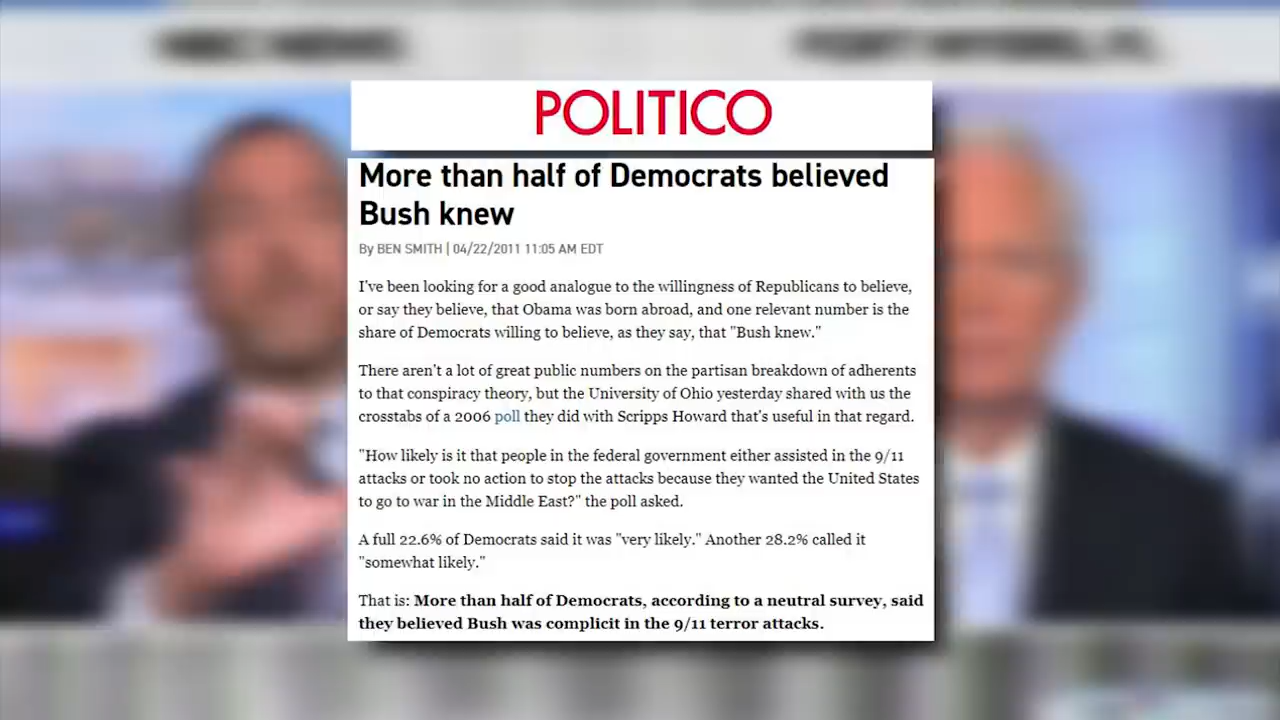 POLITICO
More than half of Democrats believed
Bush knew
By BEN SMITH | 04/22/2011 11:05 AM EDT
I've been looking for a good analogue to the willingness of Republicans to believe,
or say they believe, that Obama was born abroad, and one relevant number is the
share of Democrats willing to believe, as they say, that "Bush knew."
There aren't a lot of great public numbers on the partisan breakdown of adherents
to that conspiracy theory, but the University of Ohio yesterday shared with us the
crosstabs of a 2006 poll they did with Scripps Howard that's useful in that regard.
"How likely is it that people in the federal government either assisted in the 9/11
attacks or took no action to stop the attacks because they wanted the United States
to go to war in the Middle East?" the poll asked.
A full 22.6% of Democrats said it was "very likely." Another 28.2% called it
"somewhat likely."
That is: More than half of Democrats, according to a neutral survey, said
they believed Bush was complicit in the 9/11 terror attacks.